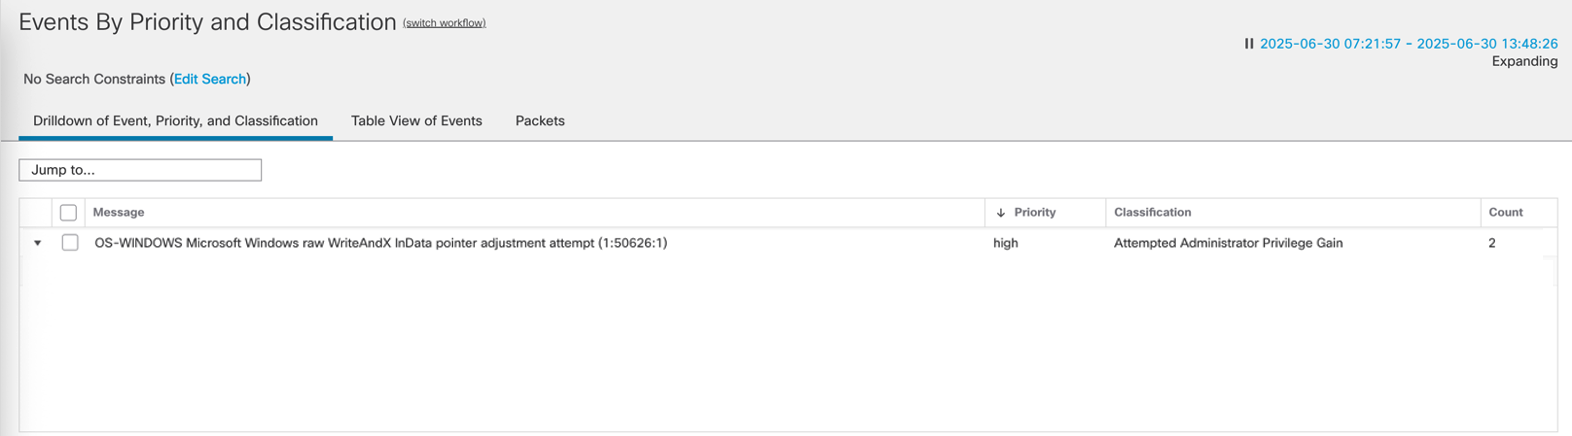 Events By Priority and Classification (switch workflow)
2025-06-30 07:21:57 - 2025-06-30 13:48:26
Expanding
No Search Constraints (Edit Search)
Drilldown of Event, Priority, and Classification Table View of Events Packets
Jump to...
Message Priority Classification Count
OS-WINDOWS Microsoft Windows raw WriteAndX InData pointer adjustment attempt (1:50626:1) high Attempted Administrator Privilege Gain 2